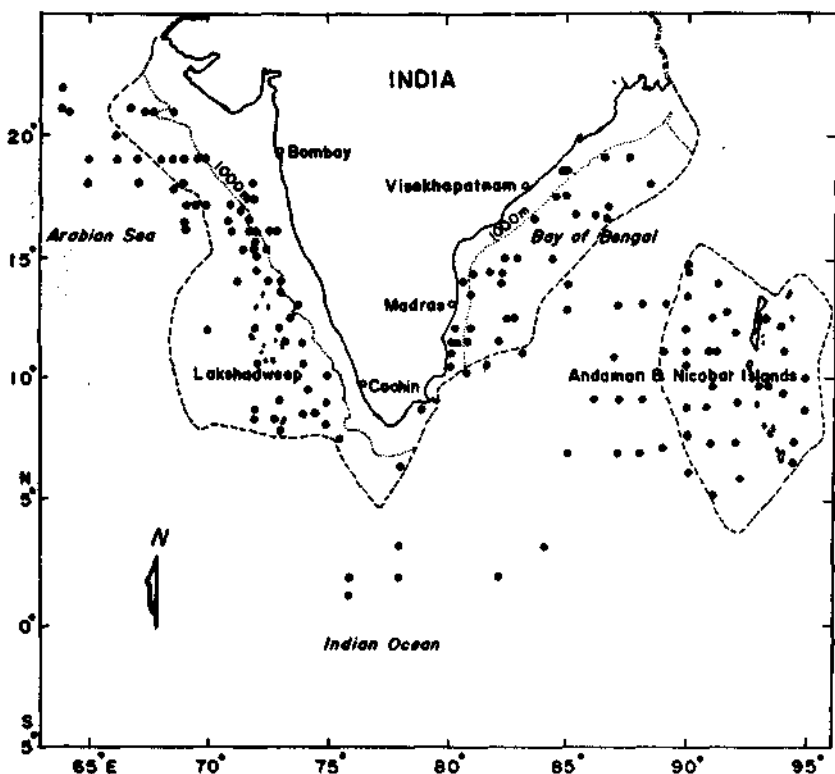 INDIA
20°
Bombay
1000m
Visakhapatnam
1000m
Arabian Sea
Bay of Bengal
15°
Madras
Lakshadweep
Cochin
Andaman & Nicobar Islands
10°
N
5°
N
0°
Indian Ocean
S
5°
65°E
70°
75°
80°
85°
90°
95°